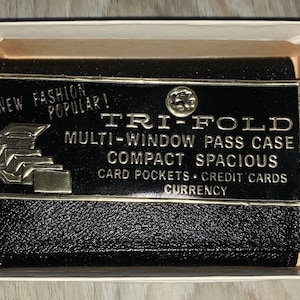 NEW FASHION
POPULAR!
TRI-FOLD
MULTI-WINDOW PASS CASE
COMPACT SPACIOUS
CARD POCKETS • CREDIT CARDS
CURRENCY